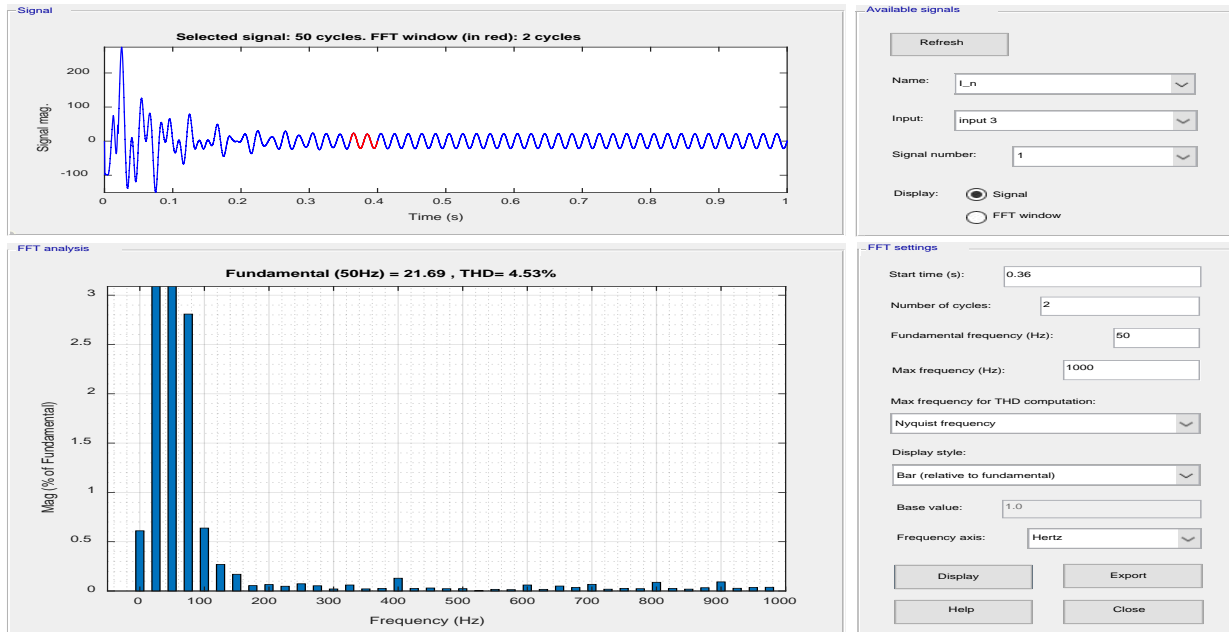 Signal
Selected signal: 50 cycles. FFT window (in red): 2 cycles
Signal mag.
200
100
0
-100
0 0.1 0.2 0.3 0.4 0.5 0.6 0.7 0.8 0.9 1
Time (s)
FFT analysis
Fundamental (50Hz) = 21.69 , THD= 4.53%
Mag (% of Fundamental)
3
2.5
2
1.5
1
0.5
0
0 100 200 300 400 500 600 700 800 900 1000
Frequency (Hz)
Available signals
Refresh
Name:
I_n
Input:
input 3
Signal number:
1
Display:
Signal
FFT window
FFT settings
Start time (s):
0.36
Number of cycles:
2
Fundamental frequency (Hz):
50
Max frequency (Hz):
1000
Max frequency for THD computation:
Nyquist frequency
Display style:
Bar (relative to fundamental)
Base value:
1.0
Frequency axis:
Hertz
Display
Export
Help
Close